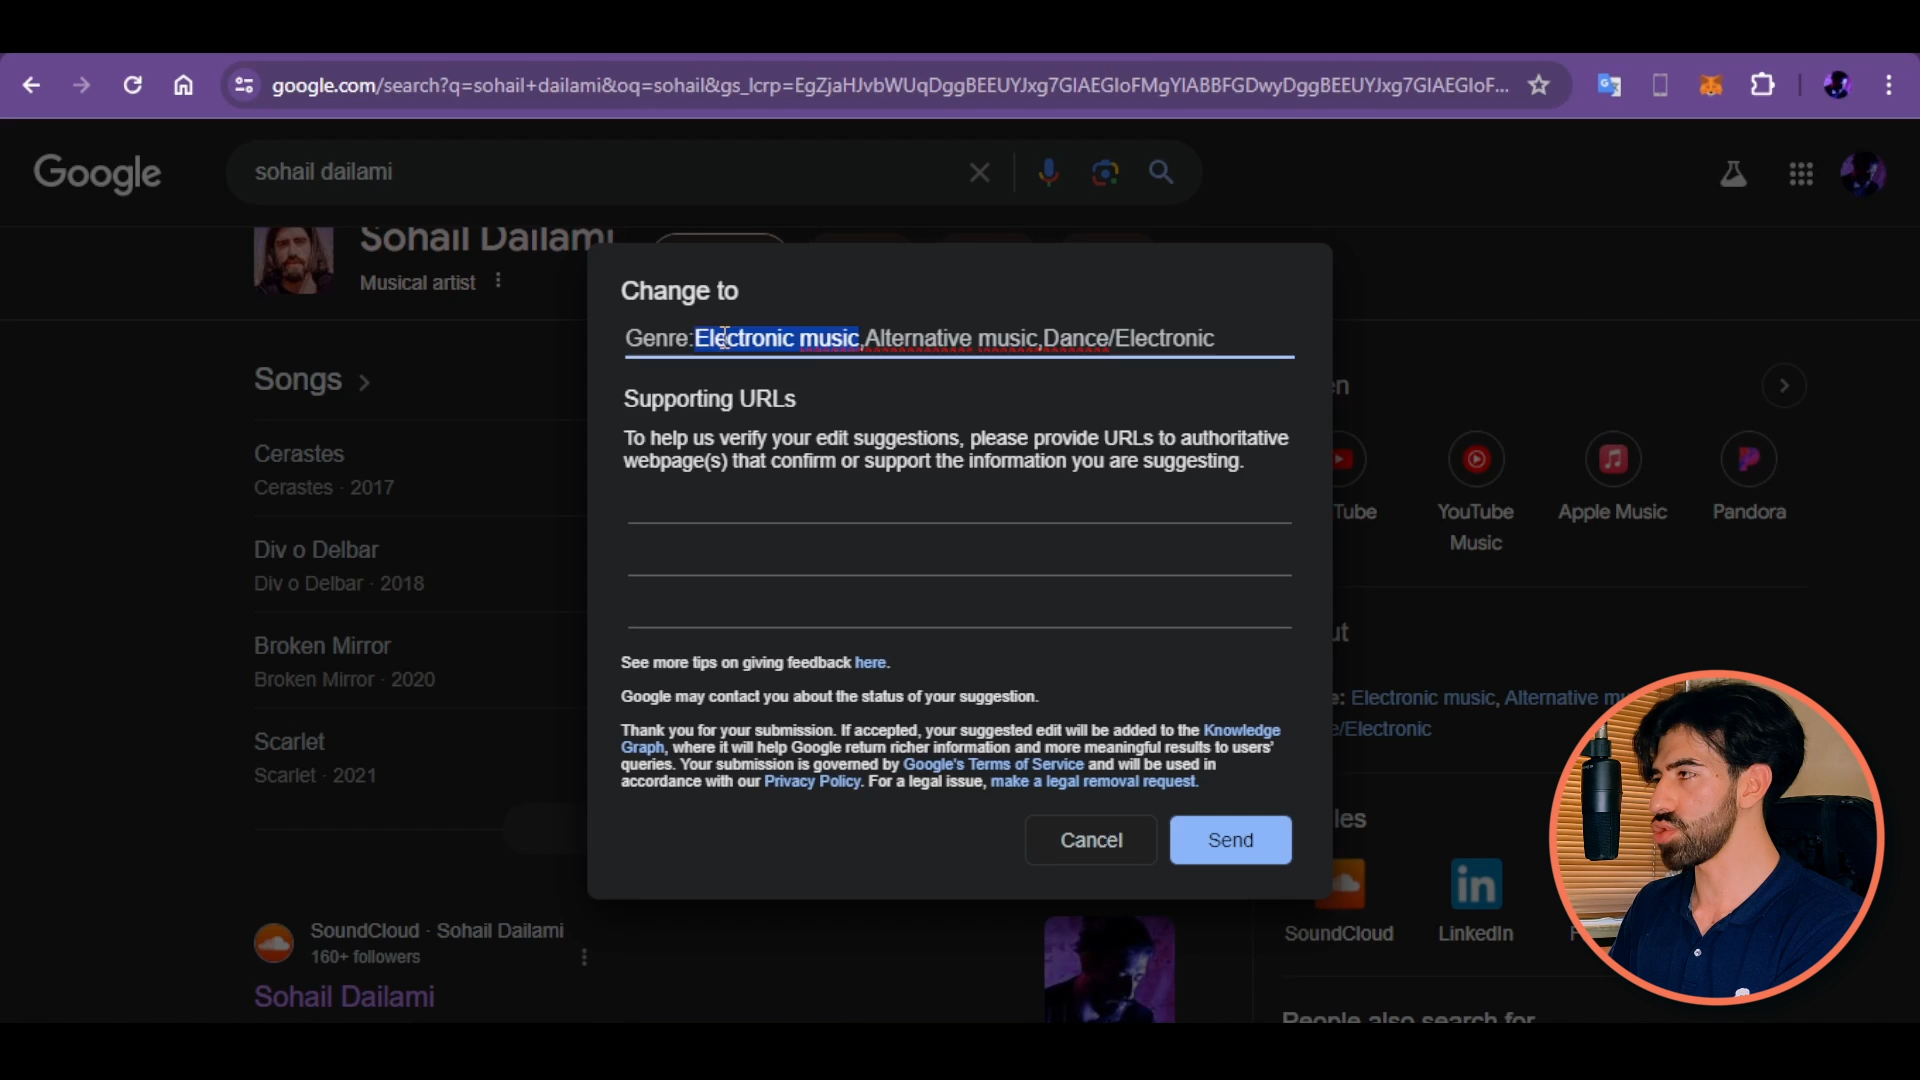 google.com/search?q=sohail+dailami&oq=sohail&gs_lcrp=EgZjaHJvbWUqDggBEEUYJxg7GIAEGIoFMgYIABBFGDwyDggBEEUYJxg7GIAEGIoF...
Google
sohail dailami
Sohail Dailami
Musical artist
Change to
Genre:Electronic music,Alternative music,Dance/Electronic
Supporting URLs
To help us verify your edit suggestions, please provide URLs to authoritative
webpage(s) that confirm or support the information you are suggesting.
See more tips on giving feedback here.
Google may contact you about the status of your suggestion.
Thank you for your submission. If accepted, your suggested edit will be added to the Knowledge
Graph, where it will help Google return richer information and more meaningful results to users'
queries. Your submission is governed by Google's Terms of Service and will be used in
accordance with our Privacy Policy. For a legal issue, make a legal removal request.
Cancel
Send
Songs
Cerastes
Cerastes · 2017
Div o Delbar
Div o Delbar · 2018
Broken Mirror
Broken Mirror · 2020
Scarlet
Scarlet · 2021
SoundCloud · Sohail Dailami
160+ followers
Sohail Dailami
Tube
YouTube
Music
Apple Music
Pandora
Electronic music, Alternative
/Electronic
SoundCloud
LinkedIn
People also search for